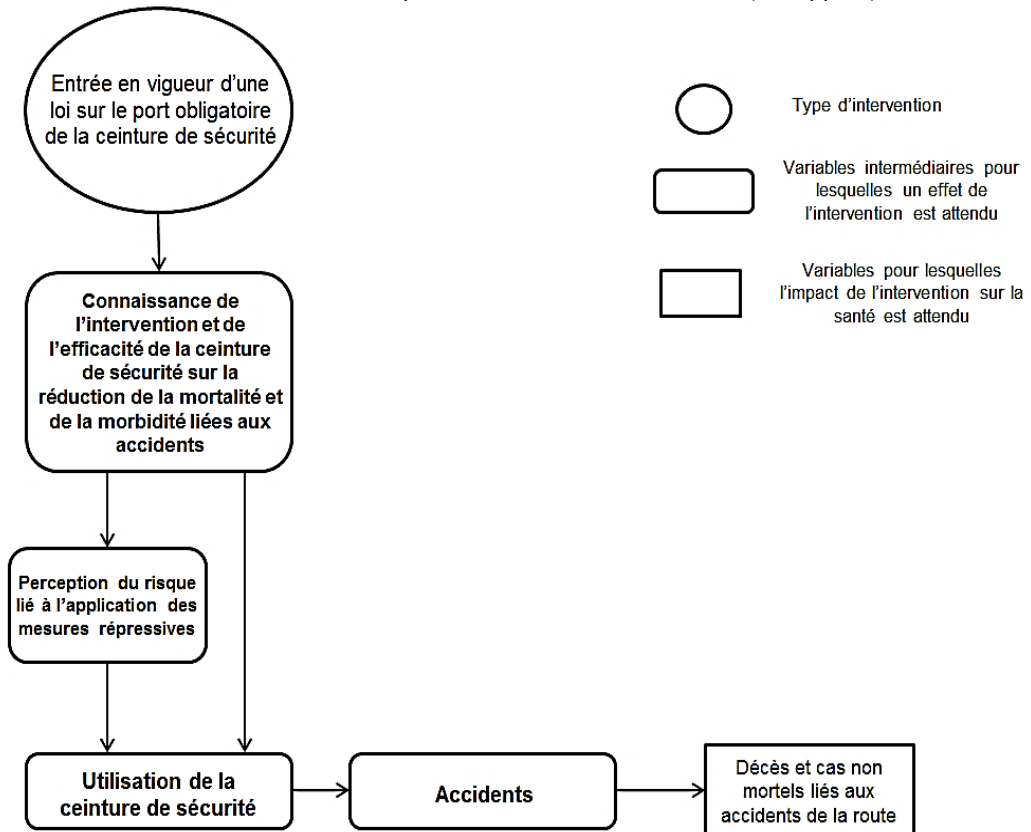 Entrée en vigueur d'une
loi sur le port obligatoire
de la ceinture de sécurité
Type d'intervention
Variables intermédiaires pour
lesquelles un effet de
l'intervention est attendu
Variables pour lesquelles
l'impact de l'intervention sur la
santé est attendu
Connaissance de
l'intervention et de
l'efficacité de la ceinture
de sécurité sur la
réduction de la mortalité et
de la morbidité liées aux
accidents
Perception du risque
lié à l'application des
mesures répressives
Utilisation de la
ceinture de sécurité
Accidents
Décès et cas non
mortels liés aux
accidents de la route